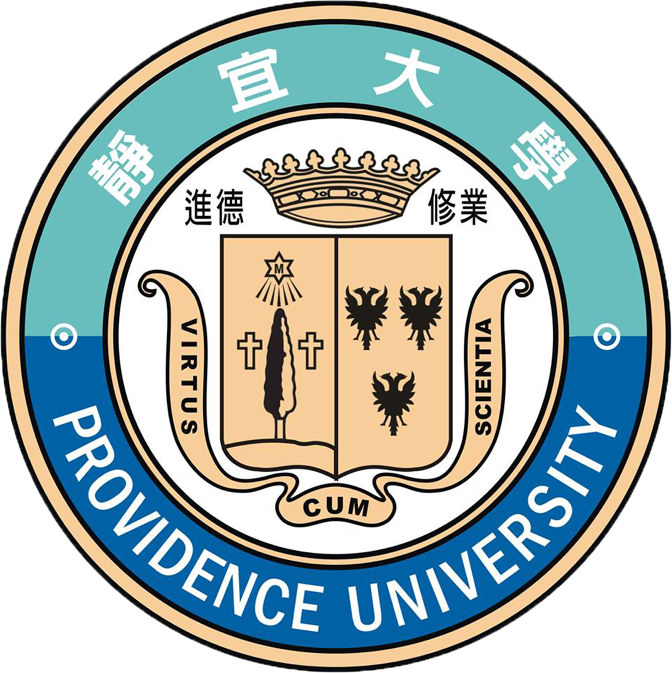 靜宜大學
進德 修業
M
VIRTUS
CUM
SCIENTIA
PROVIDENCE UNIVERSITY